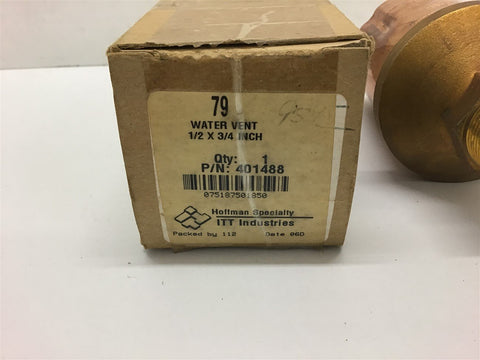 79
WATER VENT
1/2 X 3/4 INCH
Qty: 1
P/N: 401488
075187501850
Hoffman Specialty
ITT Industries
Packed by 112 Date 06D